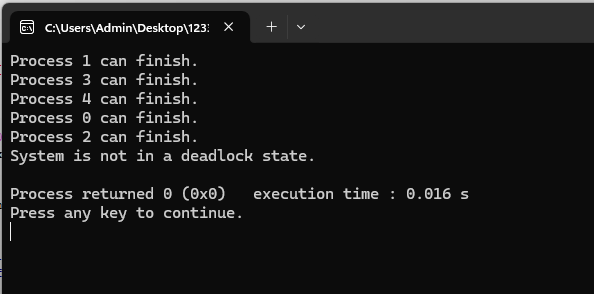 C:\Users\Admin\Desktop\123
Process 1 can finish.
Process 3 can finish.
Process 4 can finish.
Process 0 can finish.
Process 2 can finish.
System is not in a deadlock state.
Process returned 0 (0x0)   execution time : 0.016 s
Press any key to continue.